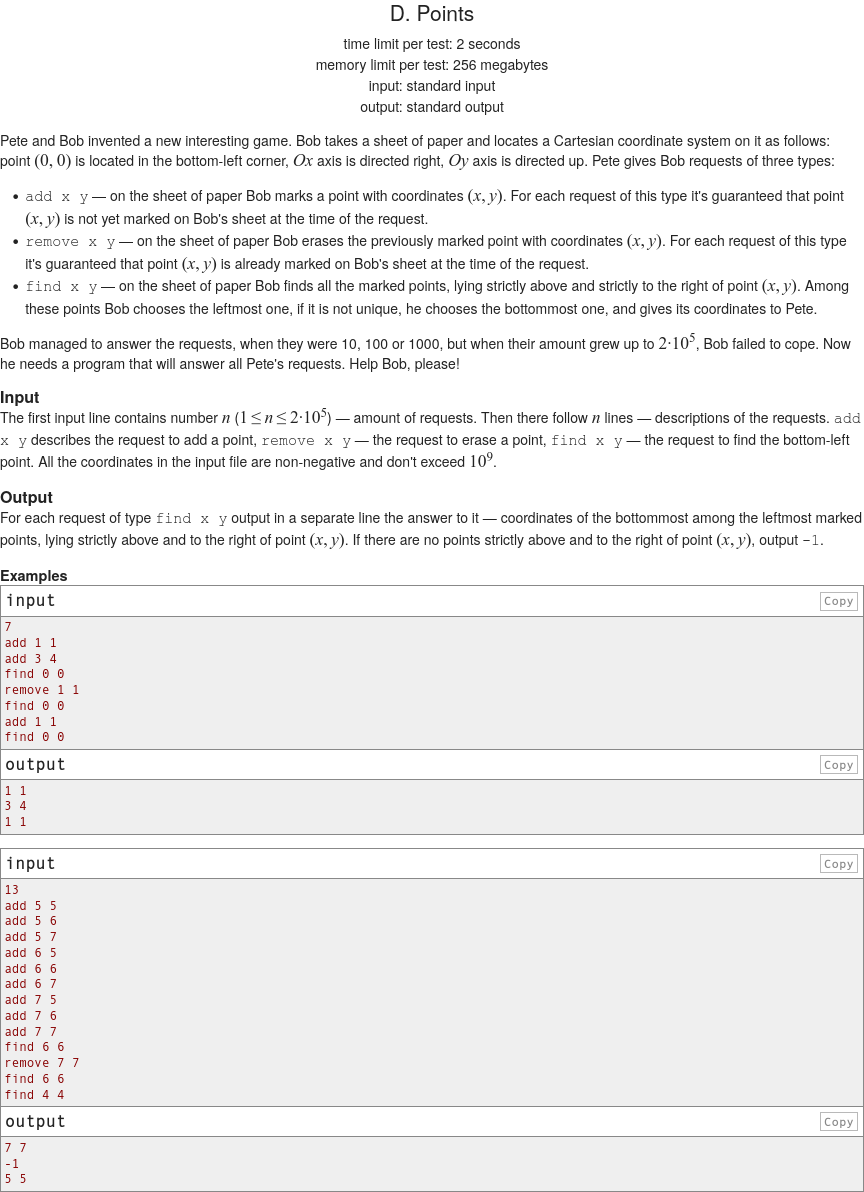 D. Points
time limit per test: 2 seconds
memory limit per test: 256 megabytes
input: standard input
output: standard output
Pete and Bob invented a new interesting game. Bob takes a sheet of paper and locates a Cartesian coordinate system on it as follows:
point (0, 0) is located in the bottom-left corner, Ox axis is directed right, Oy axis is directed up. Pete gives Bob requests of three types:
• add x y — on the sheet of paper Bob marks a point with coordinates (x, y). For each request of this type it's guaranteed that point
(x, y) is not yet marked on Bob's sheet at the time of the request.
• remove x y — on the sheet of paper Bob erases the previously marked point with coordinates (x, y). For each request of this type
it's guaranteed that point (x, y) is already marked on Bob's sheet at the time of the request.
• find x y — on the sheet of paper Bob finds all the marked points, lying strictly above and strictly to the right of point (x, y). Among
these points Bob chooses the leftmost one, if it is not unique, he chooses the bottommost one, and gives its coordinates to Pete.
Bob managed to answer the requests, when they were 10, 100 or 1000, but when their amount grew up to 2·10⁵, Bob failed to cope. Now
he needs a program that will answer all Pete's requests. Help Bob, please!
Input
The first input line contains number n (1 ≤ n ≤ 2·10⁵) — amount of requests. Then there follow n lines — descriptions of the requests. add
x y describes the request to add a point, remove x y — the request to erase a point, find x y — the request to find the bottom-left
point. All the coordinates in the input file are non-negative and don't exceed 10⁹.
Output
For each request of type find x y output in a separate line the answer to it — coordinates of the bottommost among the leftmost marked
points, lying strictly above and to the right of point (x, y). If there are no points strictly above and to the right of point (x, y), output -1.
Examples
input Copy
7
add 1 1
add 3 4
find 0 0
remove 1 1
find 0 0
add 1 1
find 0 0
output Copy
1 1
3 4
1 1
input Copy
13
add 5 5
add 5 6
add 5 7
add 6 5
add 6 6
add 6 7
add 7 5
add 7 6
add 7 7
find 6 6
remove 7 7
find 6 6
find 4 4
output Copy
7 7
-1
5 5